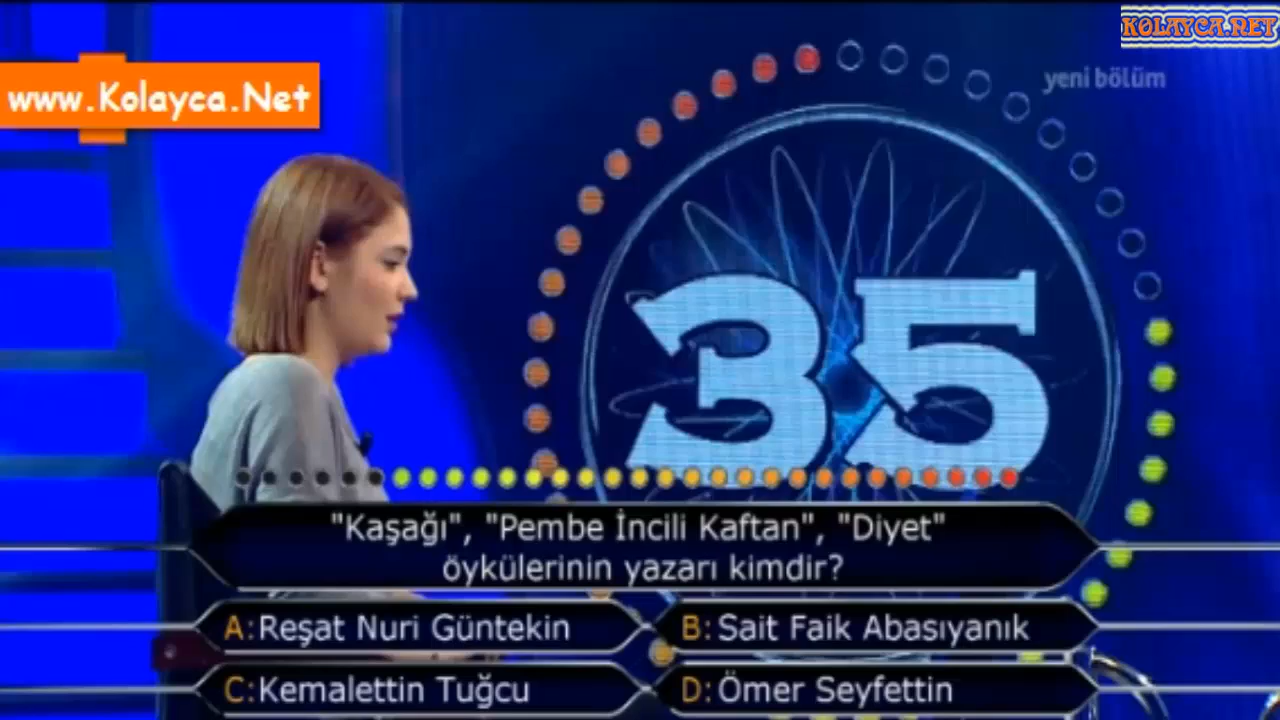 KOLAYCA.NET
yeni bölüm
www.Kolayca.Net
35
"Kaşağı", "Pembe İncili Kaftan", "Diyet"
öykülerinin yazarı kimdir?
A: Reşat Nuri Güntekin
B: Sait Faik Abasıyanık
C: Kemalettin Tuğcu
D: Ömer Seyfettin